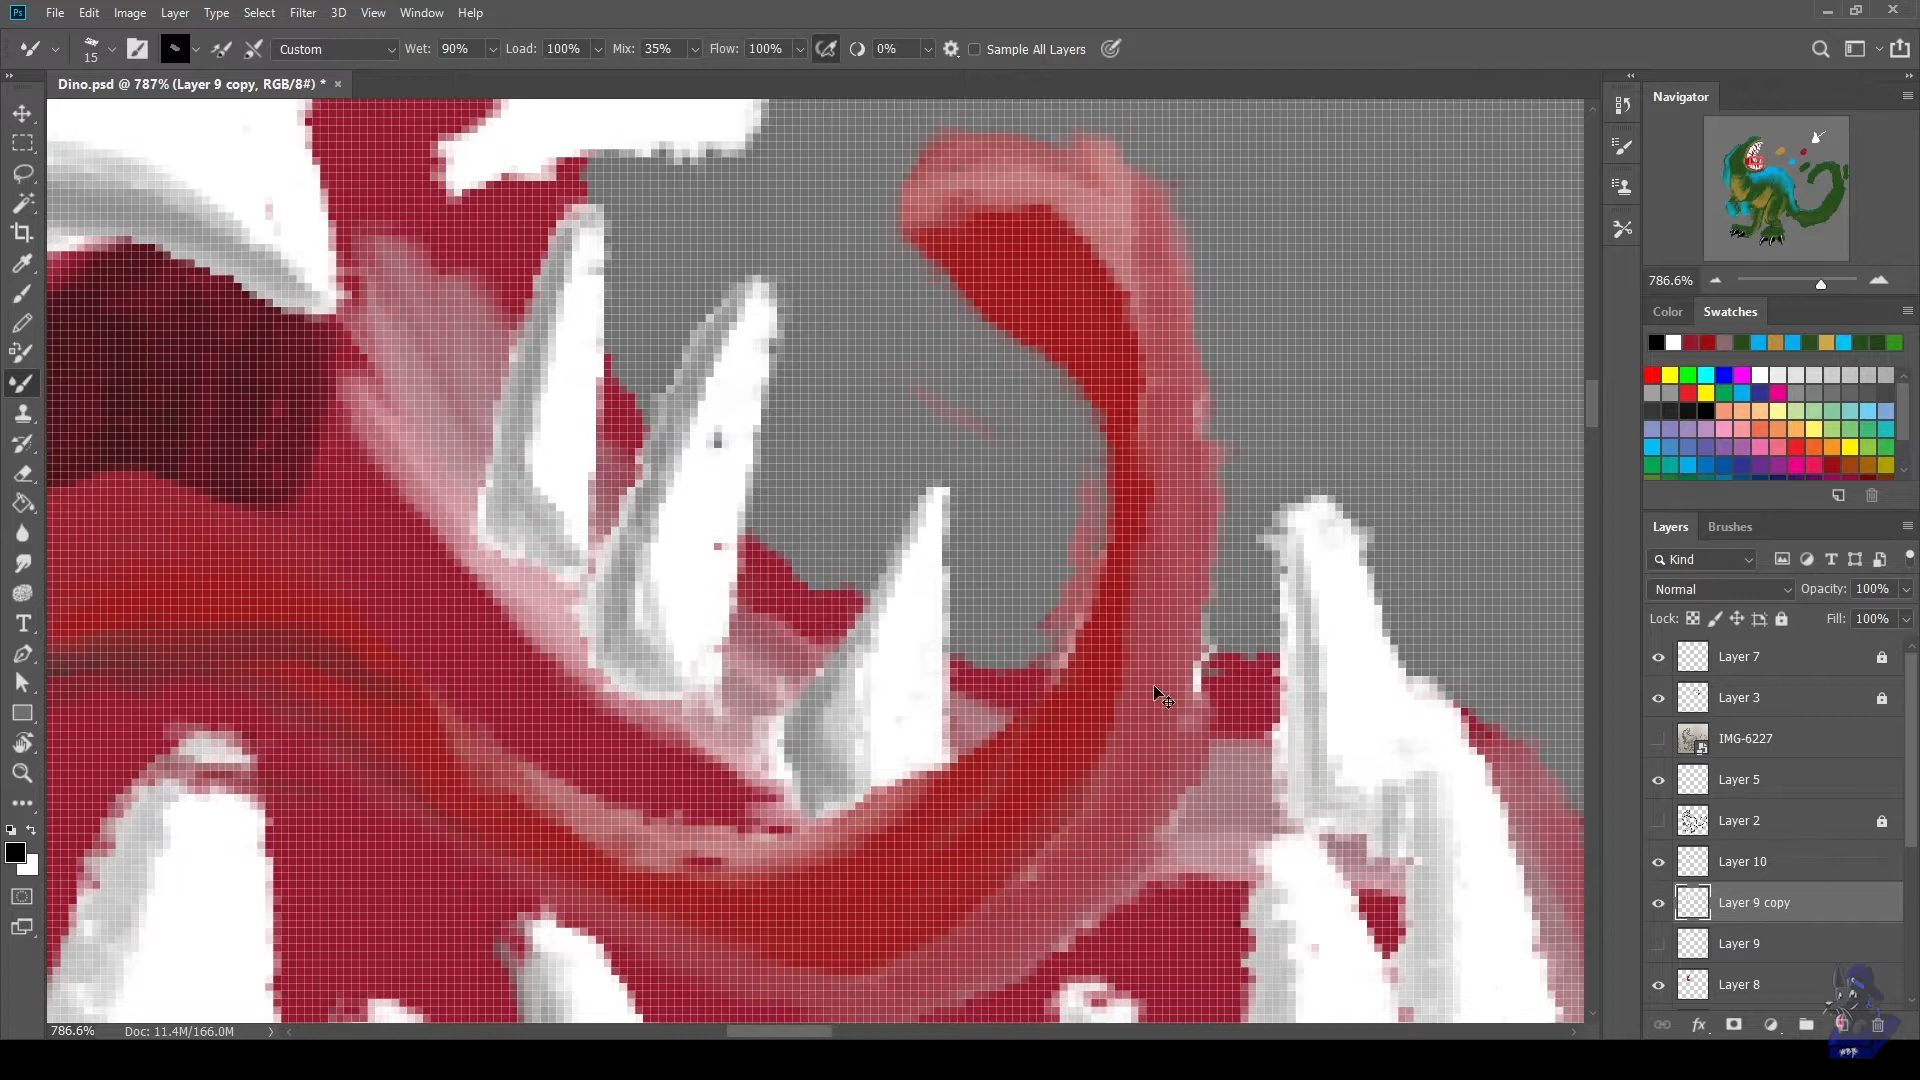 Ps File Edit Image Layer Type Select Filter 3D View Window Help
15 Custom Wet: 90% Load: 100% Mix: 35% Flow: 100% 0% Sample All Layers
Dino.psd @ 787% (Layer 9 copy, RGB/8#) * ×
Navigator
786.6%
Color Swatches
Layers Brushes
Kind
Normal Opacity: 100%
Lock: Fill: 100%
Layer 7
Layer 3
IMG-6227
Layer 5
Layer 2
Layer 10
Layer 9 copy
Layer 9
Layer 8
fx
786.6% Doc: 11.4M/166.0M